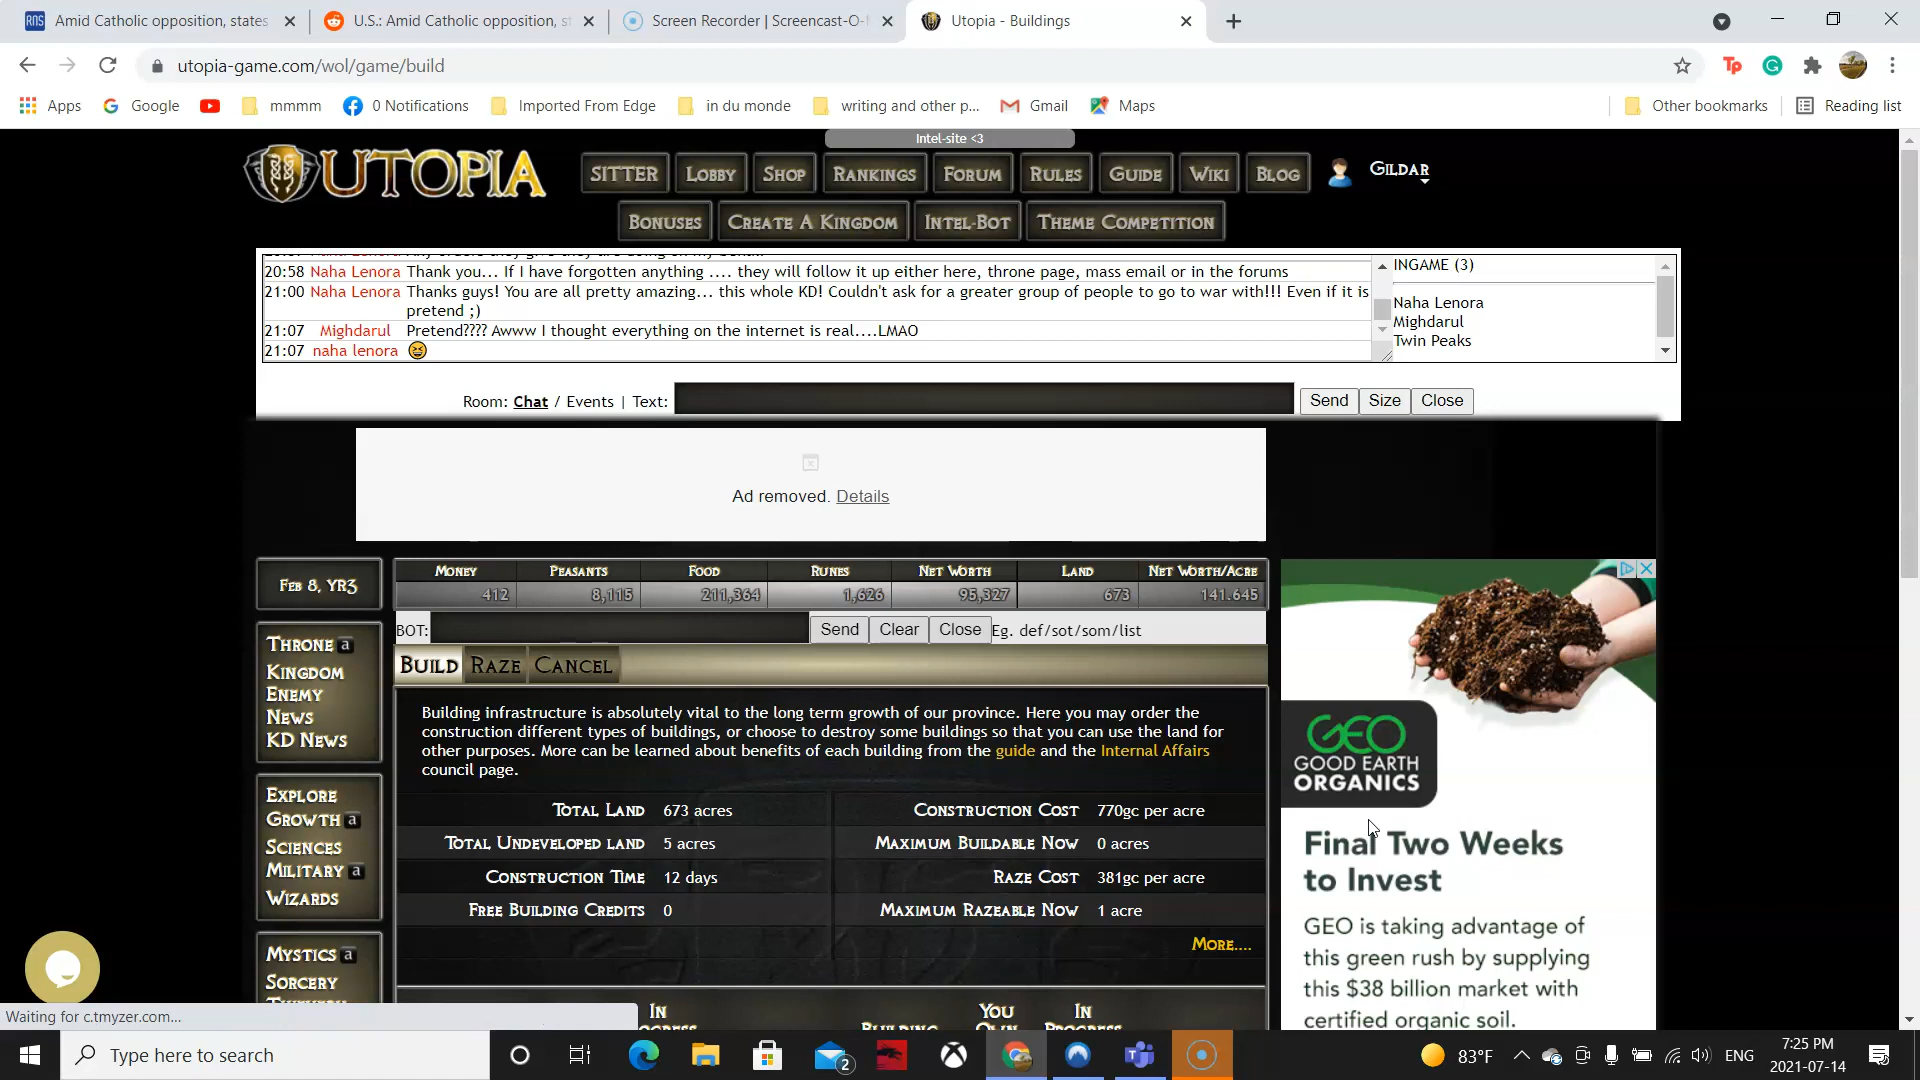 RNS Amid Catholic opposition, states
U.S.: Amid Catholic opposition, s
Screen Recorder | Screencast-O-
Utopia - Buildings
utopia-game.com/wol/game/build
Tp
Apps
Google
mmmm
0 Notifications
Imported From Edge
in du monde
writing and other p...
Gmail
Maps
Other bookmarks
Reading list
Intel-site <3
UTOPIA
SITTER
LOBBY
SHOP
RANKINGS
FORUM
RULES
GUIDE
WIKI
BLOG
GILDAR
BONUSES
CREATE A KINGDOM
INTEL-BOT
THEME COMPETITION
20:58 Naha Lenora Thank you... If I have forgotten anything .... they will follow it up either here, throne page, mass email or in the forums
21:00 Naha Lenora Thanks guys! You are all pretty amazing... this whole KD! Couldn't ask for a greater group of people to go to war with!!! Even if it is
pretend ;)
21:07 Mighdarul Pretend???? Awww I thought everything on the internet is real....LMAO
21:07 naha lenora 😆
INGAME (3)
Naha Lenora
Mighdarul
Twin Peaks
Room: Chat / Events | Text:
Send
Size
Close
Ad removed. Details
FEB 8, YR3
MONEY PEASANTS FOOD RUNES NET WORTH LAND NET WORTH/ACRE
412 8,115 211,364 1,626 95,327 673 141.645
BOT:
Send
Clear
Close
Eg. def/sot/som/list
THRONE a
KINGDOM
ENEMY
NEWS
KD NEWS
EXPLORE
GROWTH a
SCIENCES
MILITARY a
WIZARDS
MYSTICS a
SORCERY
BUILD RAZE CANCEL
Building infrastructure is absolutely vital to the long term growth of our province. Here you may order the
construction different types of buildings, or choose to destroy some buildings so that you can use the land for
other purposes. More can be learned about benefits of each building from the guide and the Internal Affairs
council page.
TOTAL LAND 673 acres CONSTRUCTION COST 770gc per acre
TOTAL UNDEVELOPED LAND 5 acres MAXIMUM BUILDABLE NOW 0 acres
CONSTRUCTION TIME 12 days RAZE COST 381gc per acre
FREE BUILDING CREDITS 0 MAXIMUM RAZEABLE NOW 1 acre
MORE....
IN YOU IN
GEO
GOOD EARTH
ORGANICS
Final Two Weeks
to Invest
GEO is taking advantage of
this green rush by supplying
this $38 billion market with
certified organic soil.
Waiting for c.tmyzer.com...
Type here to search
2
83°F
ENG
7:25 PM
2021-07-14